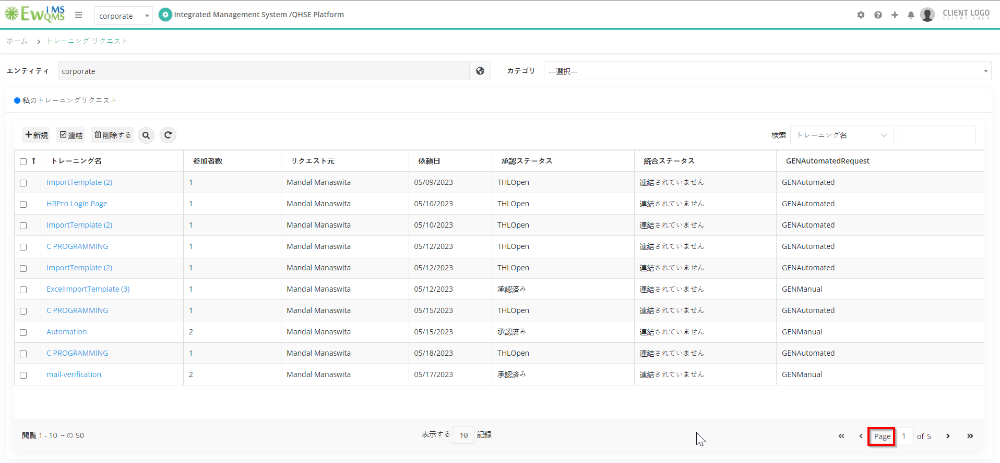 EwIMS QMS
corporate
Integrated Management System /QHSE Platform
CLIENT LOGO
CLIENT LOGO
ホーム > トレーニング リクエスト
エンティティ corporate カテゴリ ---選択---
私のトレーニングリクエスト
新規 連結 削除する 検索 トレーニング名
トレーニング名 参加者数 リクエスト元 依頼日 承認ステータス 統合ステータス GENAutomatedRequest
ImportTemplate (2) 1 Mandal Manaswita 05/09/2023 THLOpen 連結されていません GENAutomated
HRPro Login Page 1 Mandal Manaswita 05/10/2023 THLOpen 連結されていません GENAutomated
ImportTemplate (2) 1 Mandal Manaswita 05/10/2023 THLOpen 連結されていません GENAutomated
C PROGRAMMING 1 Mandal Manaswita 05/12/2023 THLOpen 連結されていません GENAutomated
ImportTemplate (2) 1 Mandal Manaswita 05/12/2023 THLOpen 連結されていません GENAutomated
ExcelImportTemplate (3) 1 Mandal Manaswita 05/12/2023 承認済み 連結されていません GENManual
C PROGRAMMING 1 Mandal Manaswita 05/15/2023 THLOpen 連結されていません GENAutomated
Automation 2 Mandal Manaswita 05/15/2023 承認済み 連結されていません GENManual
C PROGRAMMING 1 Mandal Manaswita 05/18/2023 THLOpen 連結されていません GENAutomated
mail-verification 2 Mandal Manaswita 05/17/2023 承認済み 連結されていません GENManual
閲覧 1 - 10 ～の 50 表示する 10 記録 « ‹ Page 1 of 5 › »